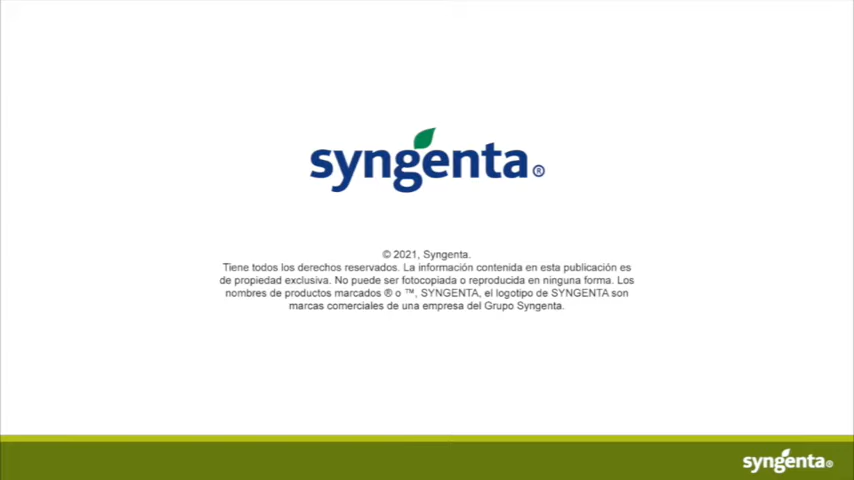 syngenta®
© 2021, Syngenta.
Tiene todos los derechos reservados. La información contenida en esta publicación es
de propiedad exclusiva. No puede ser fotocopiada o reproducida en ninguna forma. Los
nombres de productos marcados ® o ™, SYNGENTA, el logotipo de SYNGENTA son
marcas comerciales de una empresa del Grupo Syngenta.
syngenta®